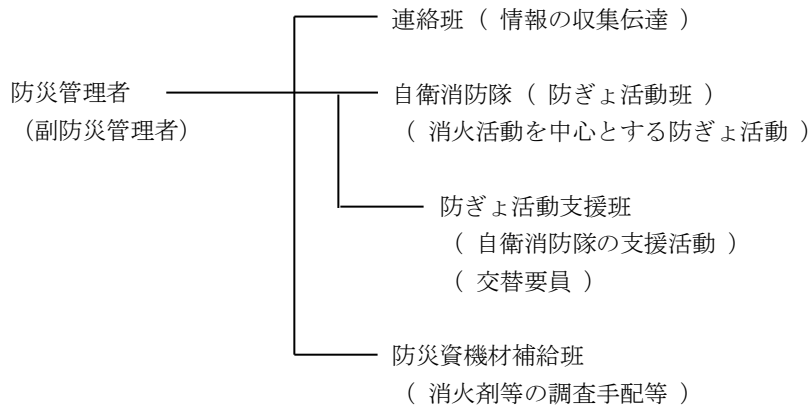 連絡班（ 情報の収集伝達 ）
防災管理者
（副防災管理者）
自衛消防隊（ 防ぎょ活動班 ）
（ 消火活動を中心とする防ぎょ活動 ）
防ぎょ活動支援班
（ 自衛消防隊の支援活動 ）
（ 交替要員 ）
防災資機材補給班
（ 消火剤等の調査手配等 ）